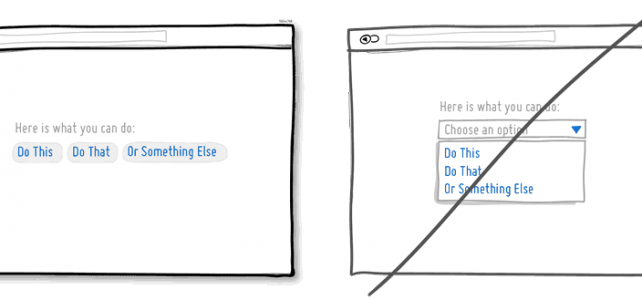 Here is what you can do:
Do This Do That Or Something Else
Here is what you can do:
Choose an option
Do This
Do That
Or Something Else